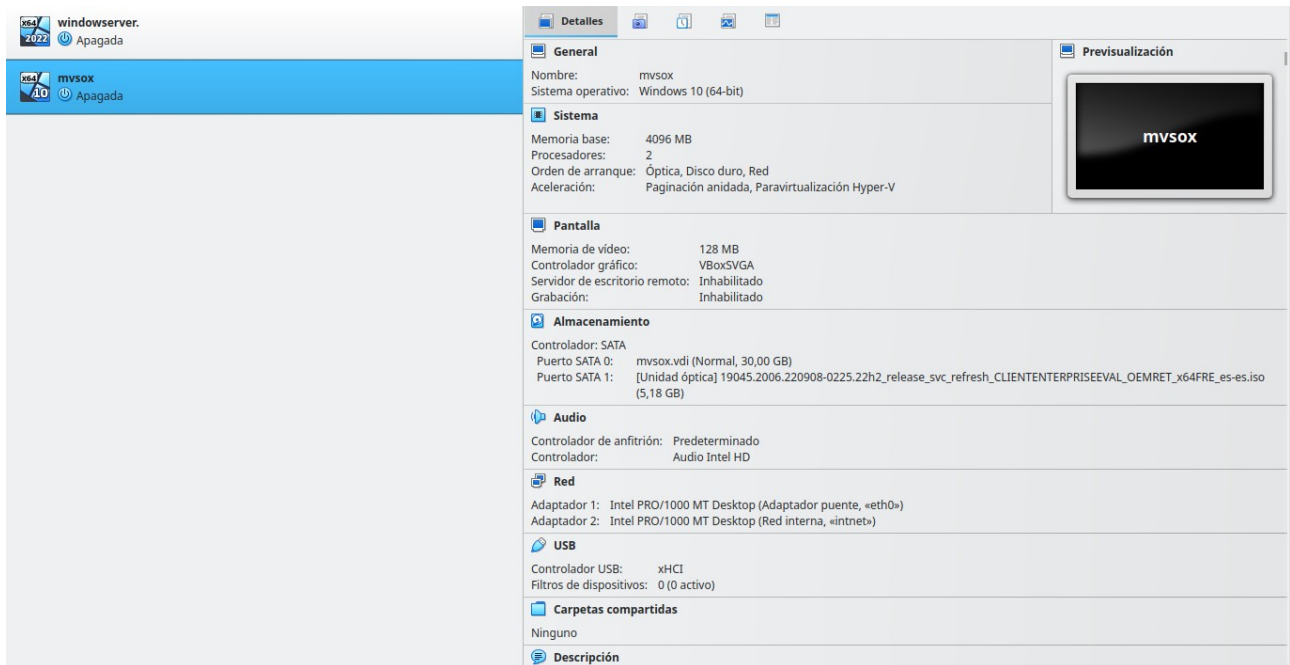 x64
2022
windowserver.
Apagada
x64
10
mvsox
Apagada
Detalles
General
Nombre: mvsox
Sistema operativo: Windows 10 (64-bit)
Previsualización
mvsox
Sistema
Memoria base: 4096 MB
Procesadores: 2
Orden de arranque: Óptica, Disco duro, Red
Aceleración: Paginación anidada, Paravirtualización Hyper-V
Pantalla
Memoria de vídeo: 128 MB
Controlador gráfico: VBoxSVGA
Servidor de escritorio remoto: Inhabilitado
Grabación: Inhabilitado
Almacenamiento
Controlador: SATA
Puerto SATA 0: mvsox.vdi (Normal, 30,00 GB)
Puerto SATA 1: [Unidad óptica] 19045.2006.220908-0225.22h2_release_svc_refresh_CLIENTENTERPRISEEVAL_OEMRET_x64FRE_es-es.iso
(5,18 GB)
Audio
Controlador de anfitrión: Predeterminado
Controlador: Audio Intel HD
Red
Adaptador 1: Intel PRO/1000 MT Desktop (Adaptador puente, «eth0»)
Adaptador 2: Intel PRO/1000 MT Desktop (Red interna, «intnet»)
USB
Controlador USB: xHCI
Filtros de dispositivos: 0 (0 activo)
Carpetas compartidas
Ninguno
Descripción